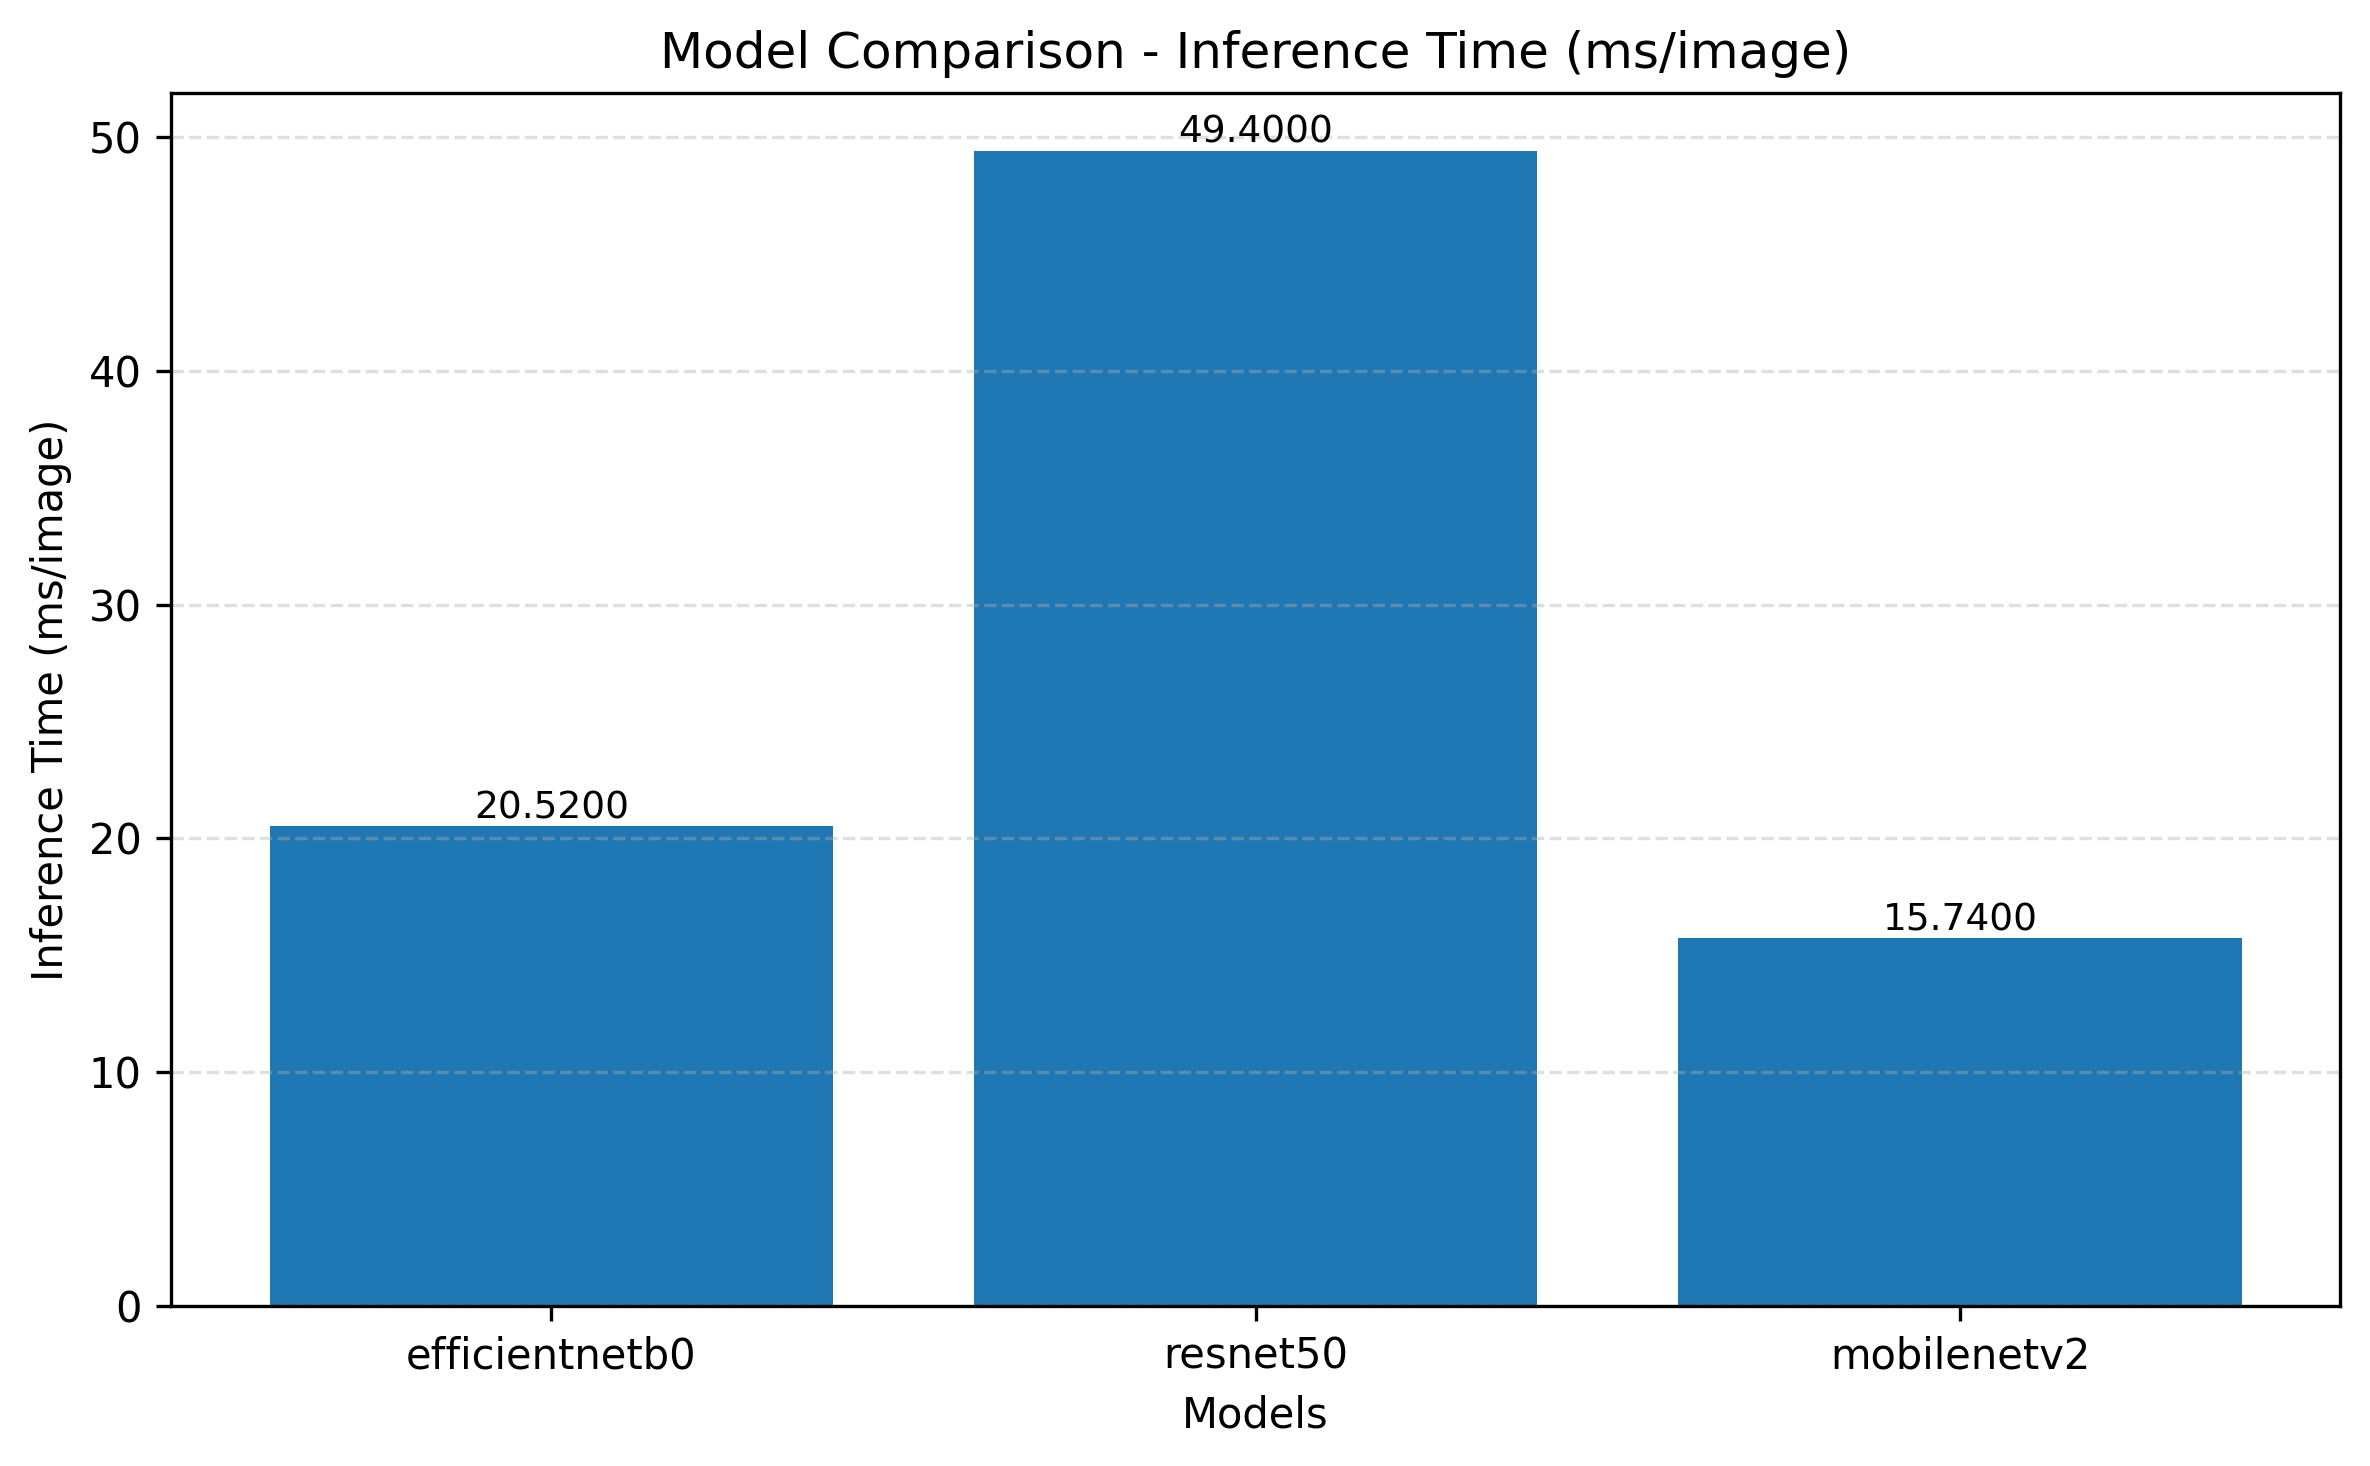 Model Comparison - Inference Time (ms/image)
Inference Time (ms/image)
50
40
30
20
10
0
49.4000
20.5200
15.7400
efficientnetb0
resnet50
mobilenetv2
Models